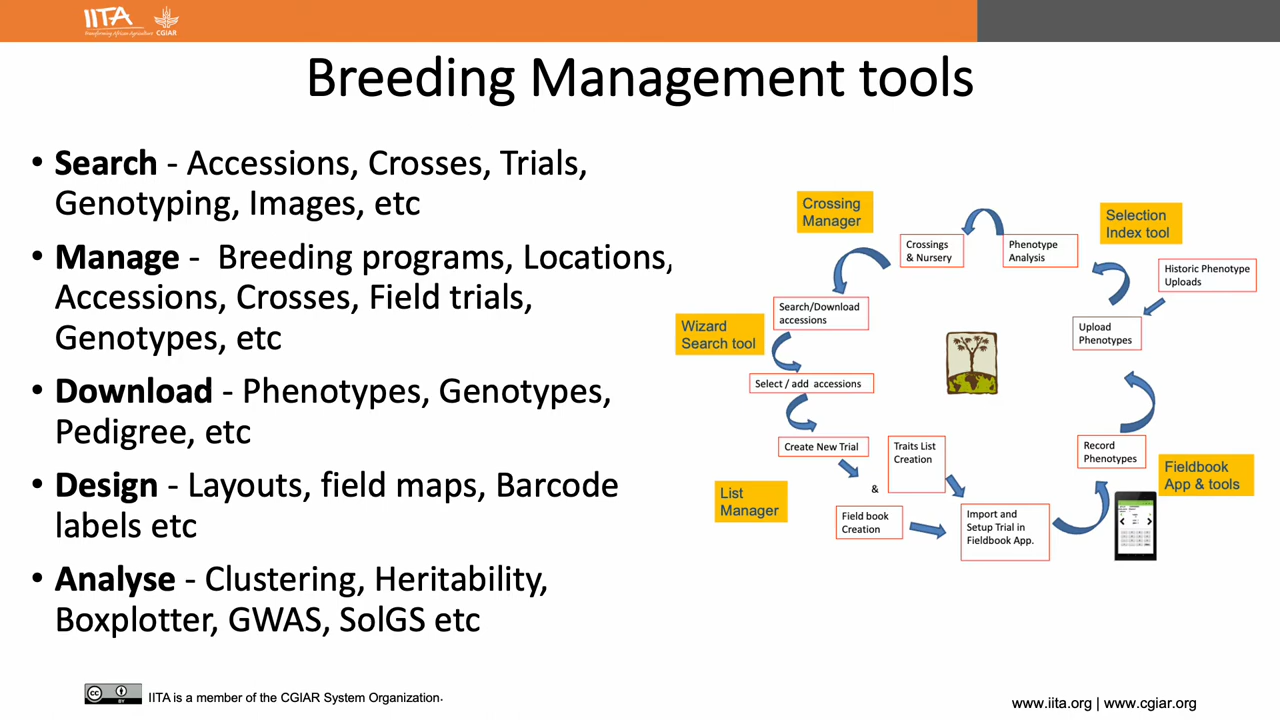 IITA
Transforming African Agriculture
CGIAR
Breeding Management tools
• Search - Accessions, Crosses, Trials,
Genotyping, Images, etc
• Manage - Breeding programs, Locations,
Accessions, Crosses, Field trials,
Genotypes, etc
• Download - Phenotypes, Genotypes,
Pedigree, etc
• Design - Layouts, field maps, Barcode
labels etc
• Analyse - Clustering, Heritability,
Boxplotter, GWAS, SolGS etc
Crossing
Manager
Crossings
& Nursery
Phenotype
Analysis
Selection
Index tool
Historic Phenotype
Uploads
Search/Download
accessions
Wizard
Search tool
Upload
Phenotypes
Select / add accessions
Create New Trial
Traits List
Creation
&
Record
Phenotypes
Fieldbook
App & tools
List
Manager
Field book
Creation
Import and
Setup Trial in
Fieldbook App.
CC
BY
IITA is a member of the CGIAR System Organization.
www.iita.org | www.cgiar.org